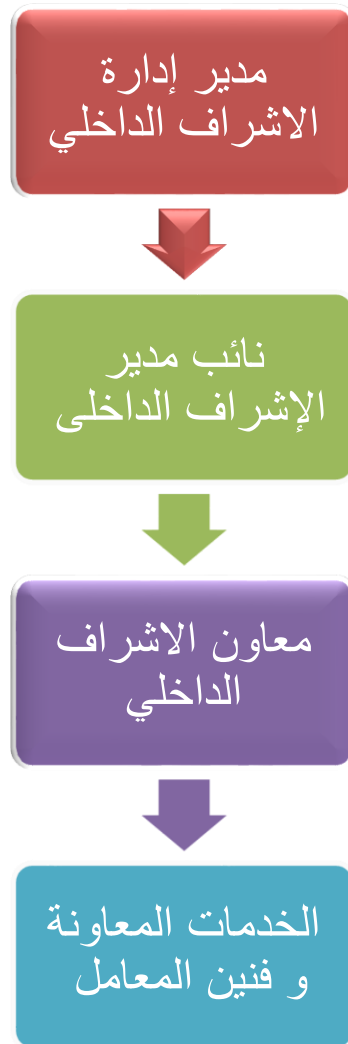 مدير إدارة
الاشراف الداخلي
نائب مدير
الإشراف الداخلى
معاون الاشراف
الداخلي
الخدمات المعاونة
و فنين المعامل